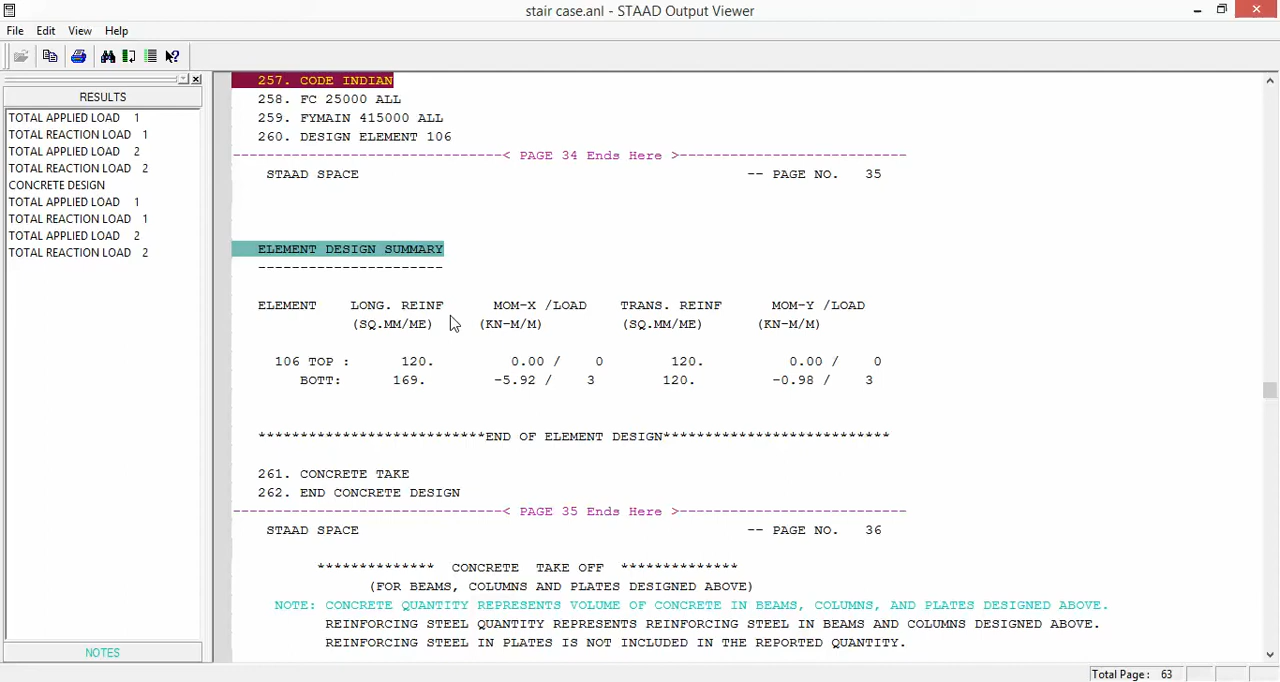 stair case.anl - STAAD Output Viewer
File Edit View Help
RESULTS
TOTAL APPLIED LOAD 1
TOTAL REACTION LOAD 1
TOTAL APPLIED LOAD 2
TOTAL REACTION LOAD 2
CONCRETE DESIGN
TOTAL APPLIED LOAD 1
TOTAL REACTION LOAD 1
TOTAL APPLIED LOAD 2
TOTAL REACTION LOAD 2
NOTES
257. CODE INDIAN
258. FC 25000 ALL
259. FYMAIN 415000 ALL
260. DESIGN ELEMENT 106
-------------------------------< PAGE 34 Ends Here >---------------------------
STAAD SPACE -- PAGE NO. 35
ELEMENT DESIGN SUMMARY
----------------------
ELEMENT LONG. REINF MOM-X /LOAD TRANS. REINF MOM-Y /LOAD
(SQ.MM/ME) (KN-M/M) (SQ.MM/ME) (KN-M/M)
106 TOP : 120. 0.00 / 0 120. 0.00 / 0
BOTT: 169. -5.92 / 3 120. -0.98 / 3
***************************END OF ELEMENT DESIGN***************************
261. CONCRETE TAKE
262. END CONCRETE DESIGN
-------------------------------< PAGE 35 Ends Here >---------------------------
STAAD SPACE -- PAGE NO. 36
************** CONCRETE TAKE OFF **************
(FOR BEAMS, COLUMNS AND PLATES DESIGNED ABOVE)
NOTE: CONCRETE QUANTITY REPRESENTS VOLUME OF CONCRETE IN BEAMS, COLUMNS, AND PLATES DESIGNED ABOVE.
REINFORCING STEEL QUANTITY REPRESENTS REINFORCING STEEL IN BEAMS AND COLUMNS DESIGNED ABOVE.
REINFORCING STEEL IN PLATES IS NOT INCLUDED IN THE REPORTED QUANTITY.
Total Page: 63